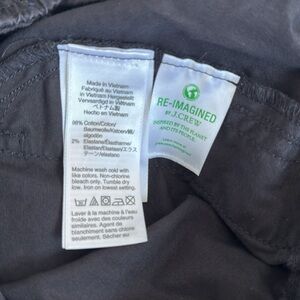 Made in Vietnam
Fabriqué au Vietnam
in Vietnam Hergestellt
Vervaardigd in Viêtnam
ベトナム製
Hecho en Vietnam
98% Cotton/Coton/
Baumwolle/Katoen/綿/
algodón
2% Elastane/Élasthanne/
Elastan/Elastaan/エラス
テーン/elastano
Machine wash cold with
like colors. Non-chlorine
bleach only. Tumble dry
low. Iron on lowest setting.
Laver en machine à l'eau
froide avec des couleurs
similaires. Agent de
blanchiment sans chlore
seulement. Sécher au
RE-IMAGINED
BY J.CREW
INSPIRED BY THE PLANET
AND ITS PEOPLE.